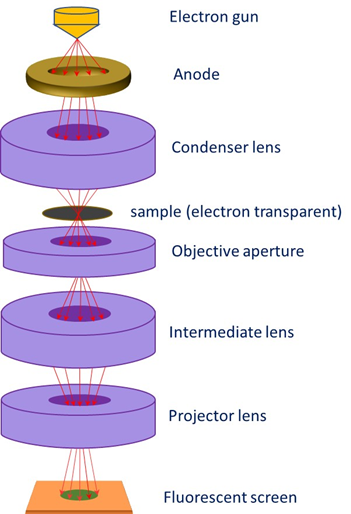 Electron gun
Anode
Condenser lens
sample (electron transparent)
Objective aperture
Intermediate lens
Projector lens
Fluorescent screen